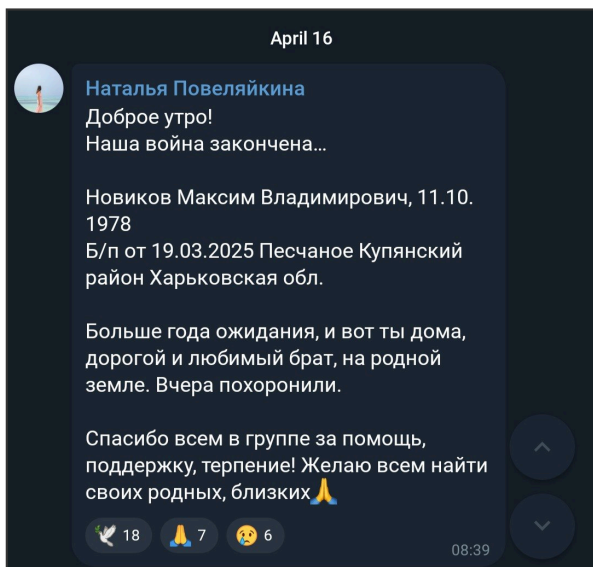 April 16
Наталья Повеляйкина
Доброе утро!
Наша война закончена...
Новиков Максим Владимирович, 11.10.
1978
Б/п от 19.03.2025 Песчаное Купянский
район Харьковская обл.
Больше года ожидания, и вот ты дома,
дорогой и любимый брат, на родной
земле. Вчера похоронили.
Спасибо всем в группе за помощь,
поддержку, терпение! Желаю всем найти
своих родных, близких🙏
🕊 18 🙏 7 😢 6
08:39